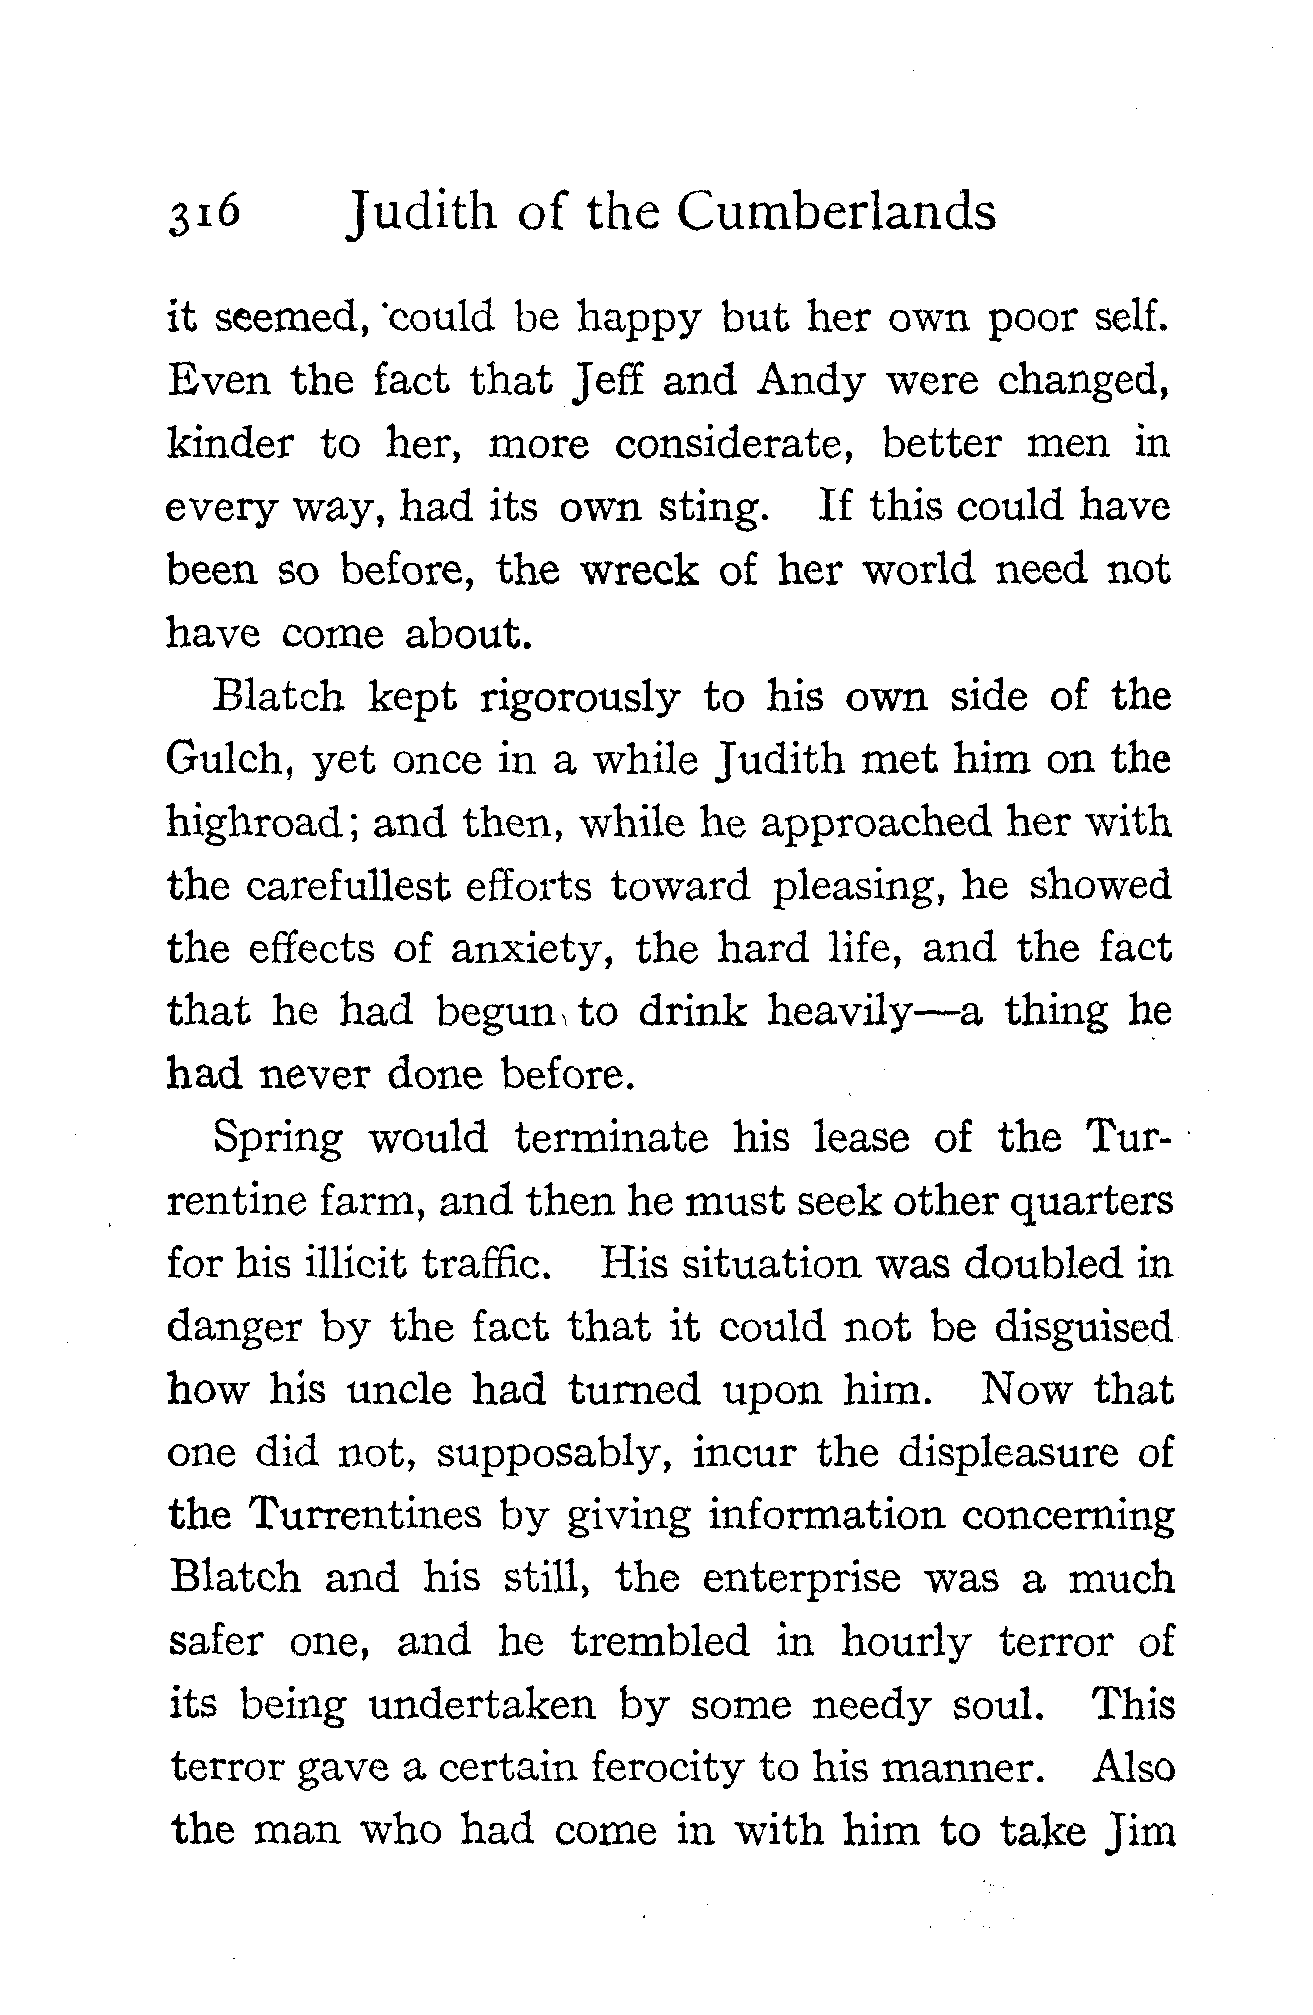 316 Judith of the Cumberlands
it seemed, could be happy but her own poor self.
Even the fact that Jeff and Andy were changed,
kinder to her, more considerate, better men in
every way, had its own sting. If this could have
been so before, the wreck of her world need not
have come about.
Blatch kept rigorously to his own side of the
Gulch, yet once in a while Judith met him on the
highroad; and then, while he approached her with
the carefullest efforts toward pleasing, he showed
the effects of anxiety, the hard life, and the fact
that he had begun to drink heavily—a thing he
had never done before.
Spring would terminate his lease of the Tur-
rentine farm, and then he must seek other quarters
for his illicit traffic. His situation was doubled in
danger by the fact that it could not be disguised
how his uncle had turned upon him. Now that
one did not, supposably, incur the displeasure of
the Turrentines by giving information concerning
Blatch and his still, the enterprise was a much
safer one, and he trembled in hourly terror of
its being undertaken by some needy soul. This
terror gave a certain ferocity to his manner. Also
the man who had come in with him to take Jim